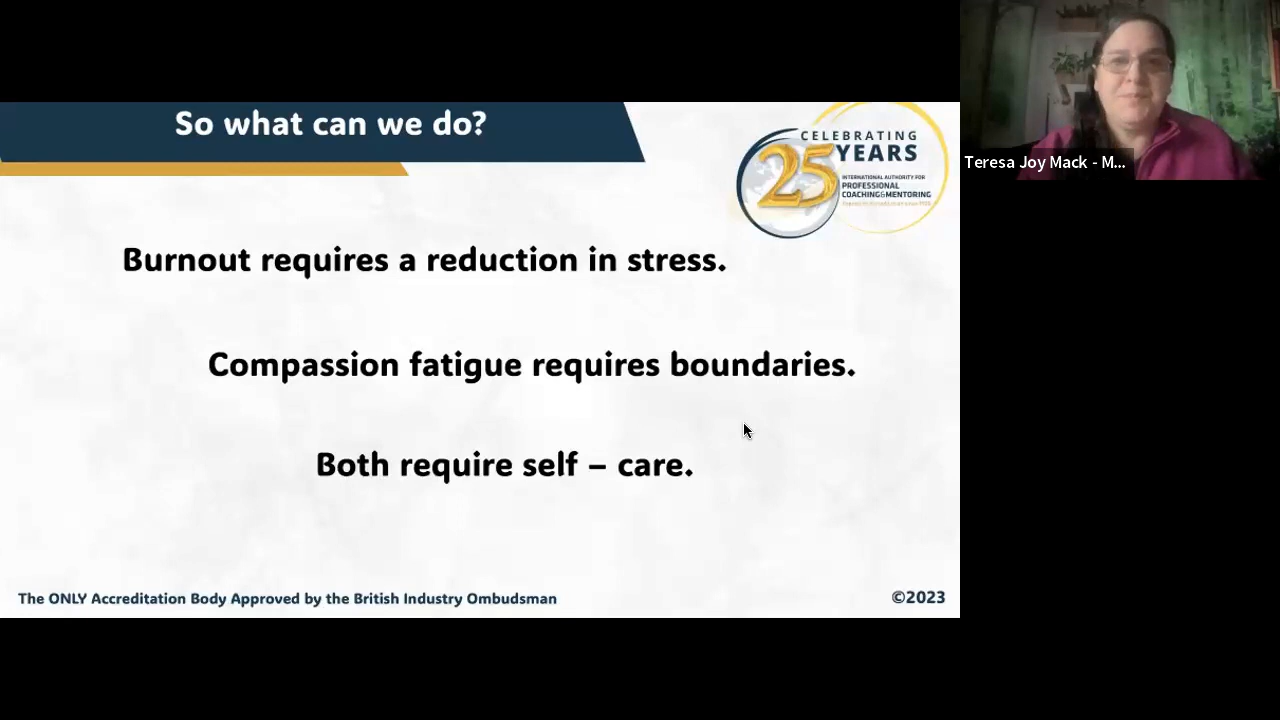 So what can we do?
CELEBRATING
25 YEARS
INTERNATIONAL AUTHORITY FOR
PROFESSIONAL
COACHING & MENTORING
Teresa Joy Mack - M...
Burnout requires a reduction in stress.
Compassion fatigue requires boundaries.
Both require self – care.
The ONLY Accreditation Body Approved by the British Industry Ombudsman
©2023